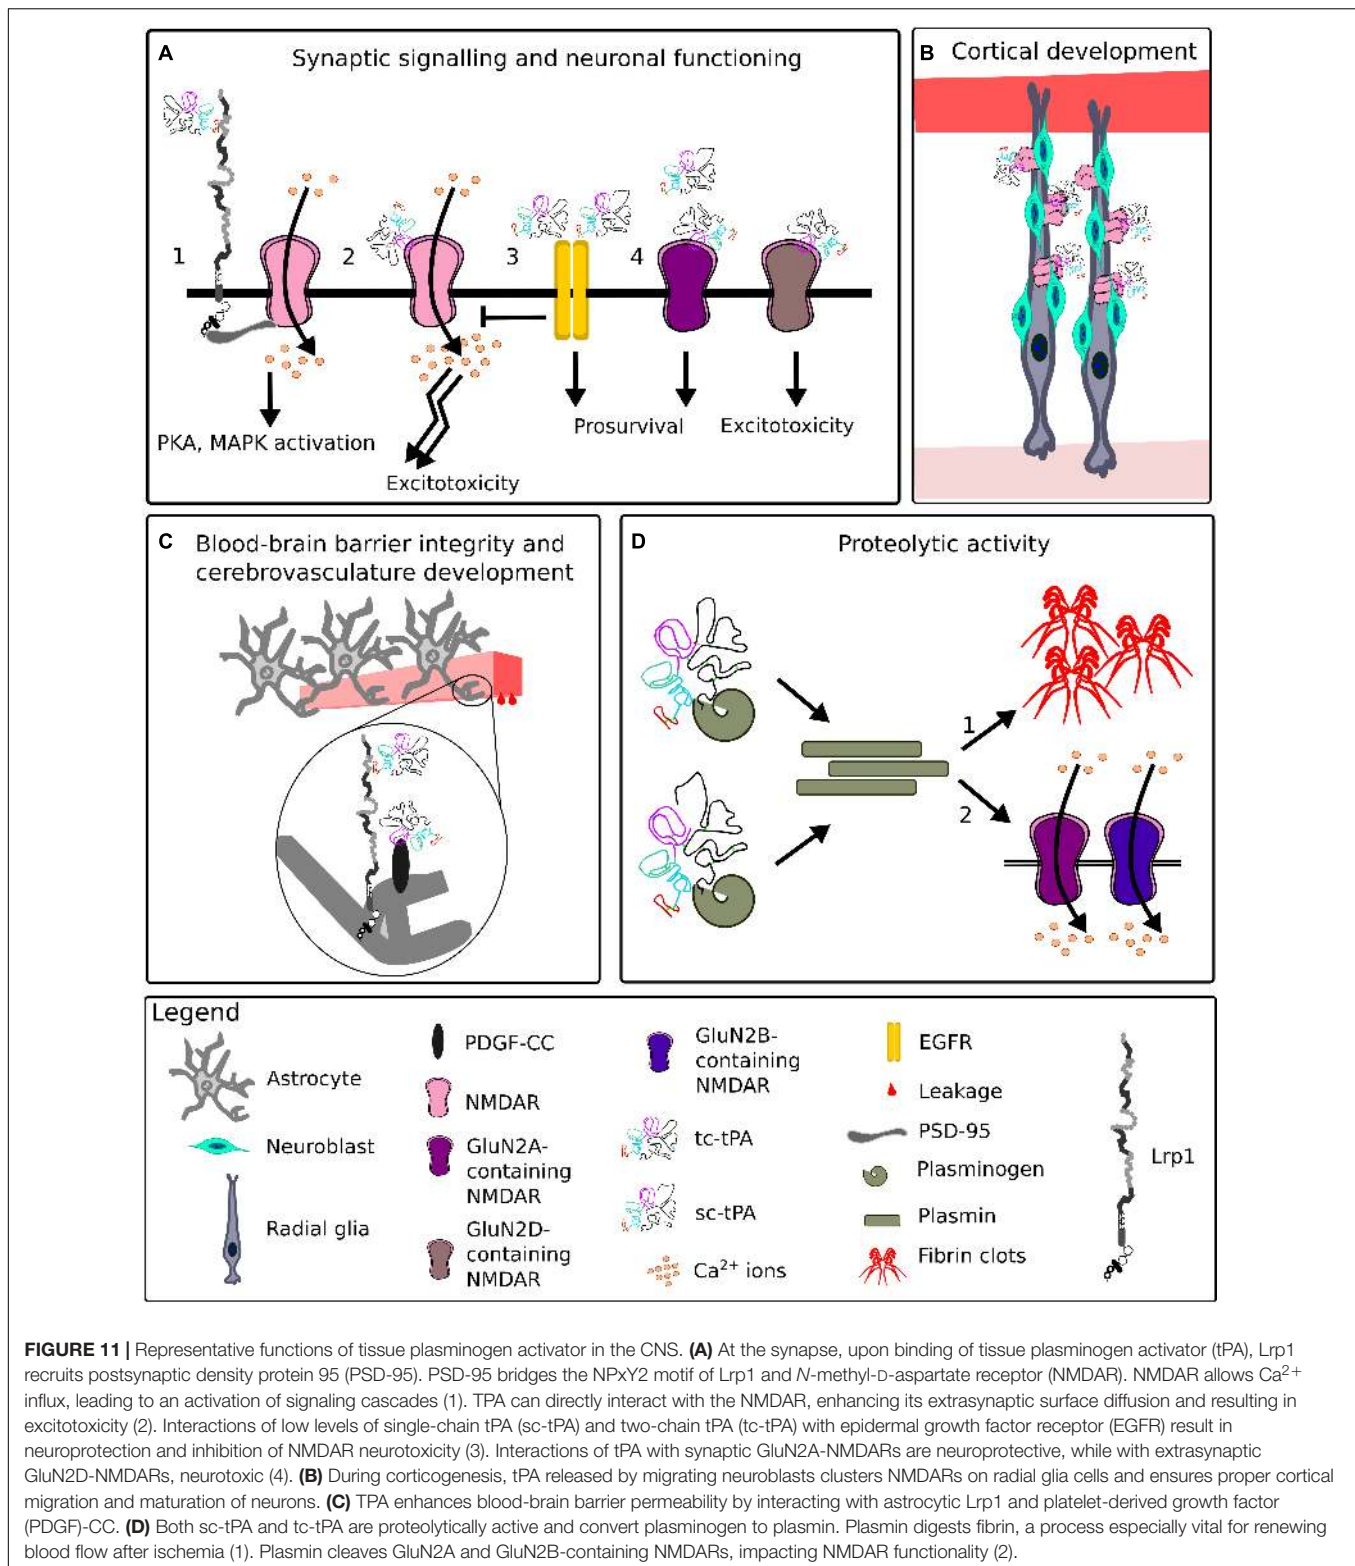 A
Synaptic signalling and neuronal functioning
1
2
3
4
PKA, MAPK activation
Excitotoxicity
Prosurvival
Excitotoxicity
B
Cortical development
C
Blood-brain barrier integrity and
cerebrovasculature development
D
Proteolytic activity
1
2
Legend
Astrocyte
Neuroblast
Radial glia
PDGF-CC
NMDAR
GluN2A-
containing
NMDAR
GluN2D-
containing
NMDAR
GluN2B-
containing
NMDAR
tc-tPA
sc-tPA
Ca²⁺ ions
EGFR
Leakage
PSD-95
Plasminogen
Plasmin
Fibrin clots
Lrp1
FIGURE 11 | Representative functions of tissue plasminogen activator in the CNS. (A) At the synapse, upon binding of tissue plasminogen activator (tPA), Lrp1
recruits postsynaptic density protein 95 (PSD-95). PSD-95 bridges the NPxY2 motif of Lrp1 and N-methyl-D-aspartate receptor (NMDAR). NMDAR allows Ca²⁺
influx, leading to an activation of signaling cascades (1). TPA can directly interact with the NMDAR, enhancing its extrasynaptic surface diffusion and resulting in
excitotoxicity (2). Interactions of low levels of single-chain tPA (sc-tPA) and two-chain tPA (tc-tPA) with epidermal growth factor receptor (EGFR) result in
neuroprotection and inhibition of NMDAR neurotoxicity (3). Interactions of tPA with synaptic GluN2A-NMDARs are neuroprotective, while with extrasynaptic
GluN2D-NMDARs, neurotoxic (4). (B) During corticogenesis, tPA released by migrating neuroblasts clusters NMDARs on radial glia cells and ensures proper cortical
migration and maturation of neurons. (C) TPA enhances blood-brain barrier permeability by interacting with astrocytic Lrp1 and platelet-derived growth factor
(PDGF)-CC. (D) Both sc-tPA and tc-tPA are proteolytically active and convert plasminogen to plasmin. Plasmin digests fibrin, a process especially vital for renewing
blood flow after ischemia (1). Plasmin cleaves GluN2A and GluN2B-containing NMDARs, impacting NMDAR functionality (2).